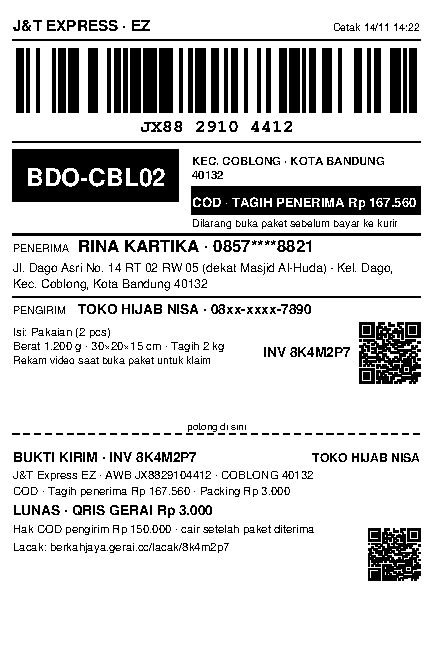 J&T EXPRESS · EZ
Cetak 14/11 14:22
JX88 2910 4412
BDO-CBL02
KEC. COBLONG · KOTA BANDUNG
40132
COD · TAGIH PENERIMA Rp 167.560
Dilarang buka paket sebelum bayar ke kurir
PENERIMA RINA KARTIKA · 0857****8821
Jl. Dago Asri No. 14 RT 02 RW 05 (dekat Masjid Al-Huda) · Kel. Dago,
Kec. Coblong, Kota Bandung 40132
PENGIRIM TOKO HIJAB NISA · 08xx-xxxx-7890
Isi: Pakaian (2 pcs)
Berat 1.200 g · 30×20×15 cm · Tagih 2 kg
Rekam video saat buka paket untuk klaim
INV 8K4M2P7
potong di sini
BUKTI KIRIM · INV 8K4M2P7
TOKO HIJAB NISA
J&T Express EZ · AWB JX8829104412 · COBLONG 40132
COD · Tagih penerima Rp 167.560 · Packing Rp 3.000
LUNAS · QRIS GERAI Rp 3.000
Hak COD pengirim Rp 150.000 · cair setelah paket diterima
Lacak: berkahjaya.gerai.cc/lacak/8k4m2p7